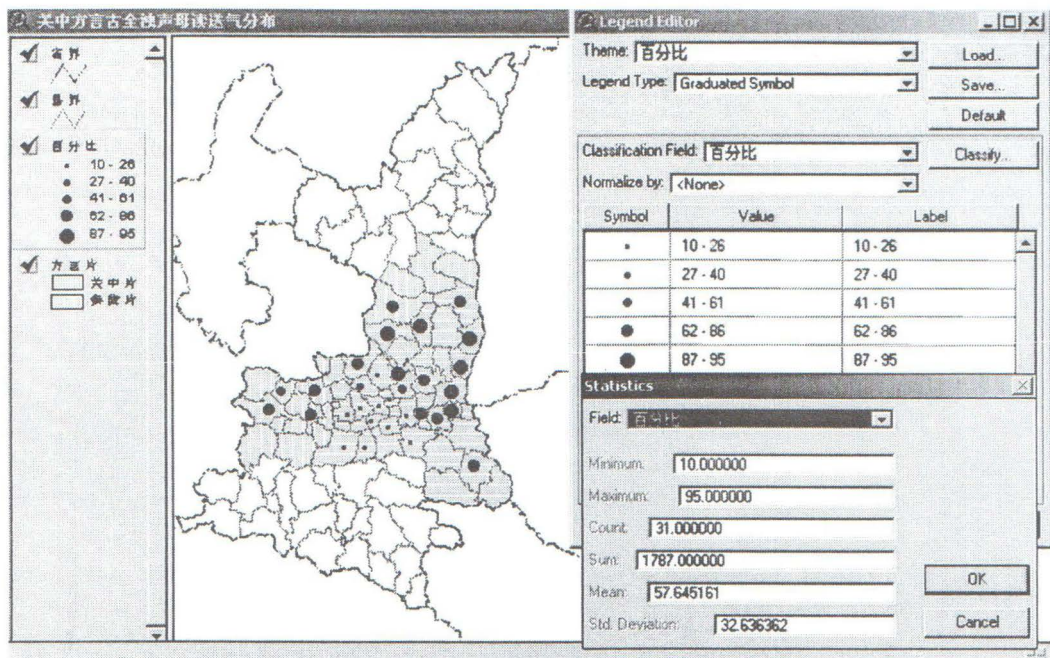 关中方言古全浊声母读送气分布
省界
县界
百分比
10 - 26
27 - 40
41 - 61
62 - 86
87 - 95
方言片
关中片
陕北片
Legend Editor
Theme: 百分比
Load..
Legend Type: Graduated Symbol
Save...
Default
Classification Field: 百分比
Classify...
Normalize by: <None>
Symbol Value Label
10 - 26 10 - 26
27 - 40 27 - 40
41 - 61 41 - 61
62 - 86 62 - 86
87 - 95 87 - 95
Statistics
Field: 百分比
Minimum: 10.000000
Maximum: 95.000000
Count: 31.000000
Sum: 1787.000000
Mean: 57.645161
Std. Deviation: 32.636362
OK
Cancel